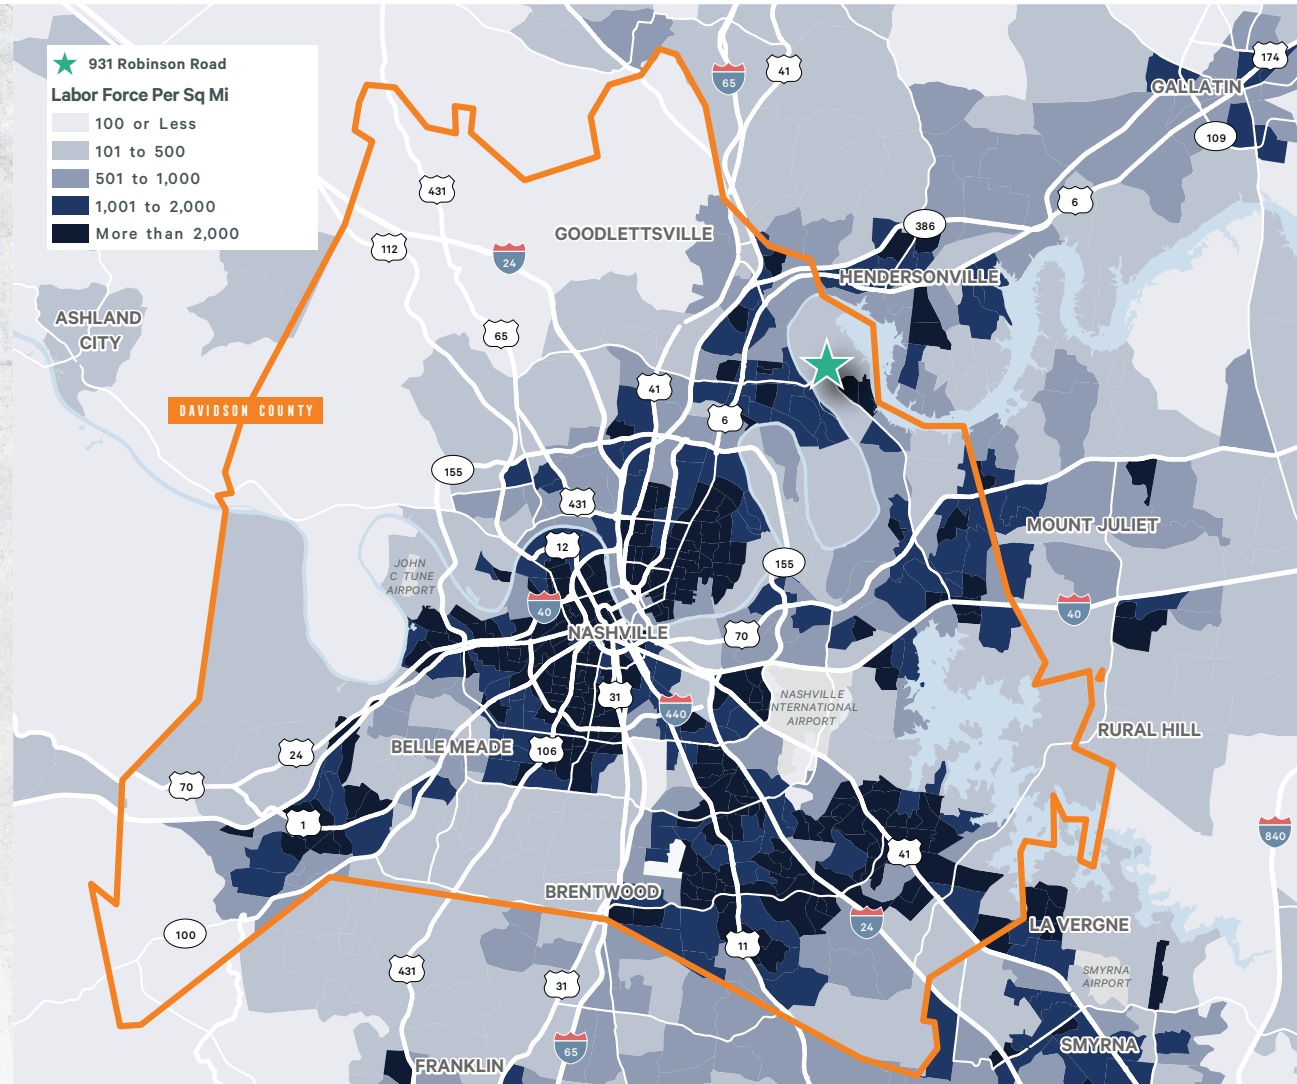 931 Robinson Road
Labor Force Per Sq Mi
100 or Less
101 to 500
501 to 1,000
1,001 to 2,000
More than 2,000
65
41
174
GALLATIN
109
431
6
386
112
24
GOODLETTSVILLE
HENDERSONVILLE
ASHLAND
CITY
65
41
DAVIDSON COUNTY
6
155
431
MOUNT JULIET
12
155
JOHN
C TUNE
AIRPORT
40
40
NASHVILLE
70
31
NASHVILLE
INTERNATIONAL
AIRPORT
440
RURAL HILL
24
BELLE MEADE
106
70
1
840
41
BRENTWOOD
100
24
LA VERGNE
11
431
31
SMYRNA
AIRPORT
65
SMYRNA
FRANKLIN